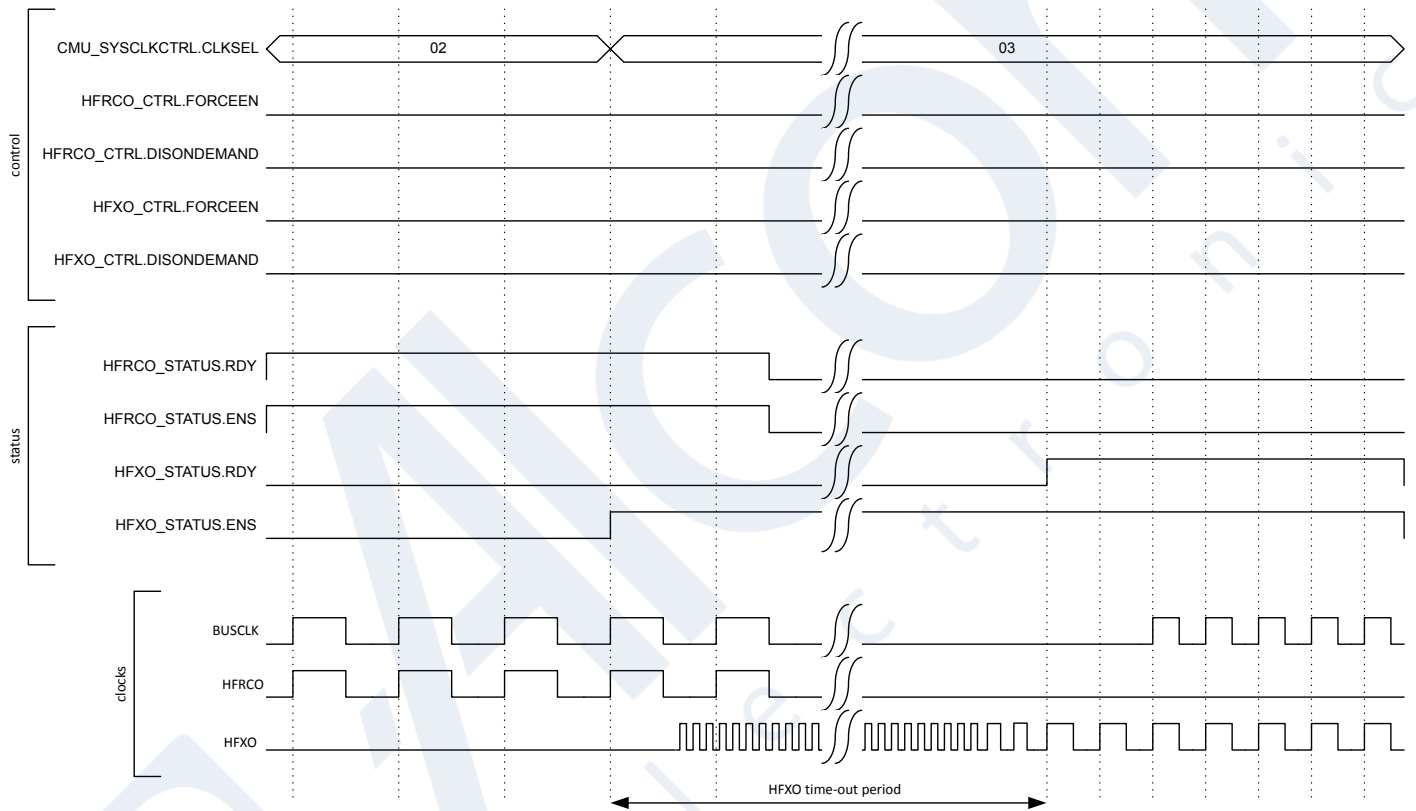 CMU_SYSCLKCTRL.CLKSEL 02 03
HFRCO_CTRL.FORCEEN
HFRCO_CTRL.DISONDEMAND
HFXO_CTRL.FORCEEN
HFXO_CTRL.DISONDEMAND
control
HFRCO_STATUS.RDY
HFRCO_STATUS.ENS
HFXO_STATUS.RDY
HFXO_STATUS.ENS
status
BUSCLK
HFRCO
HFXO
clocks
HFXO time-out period